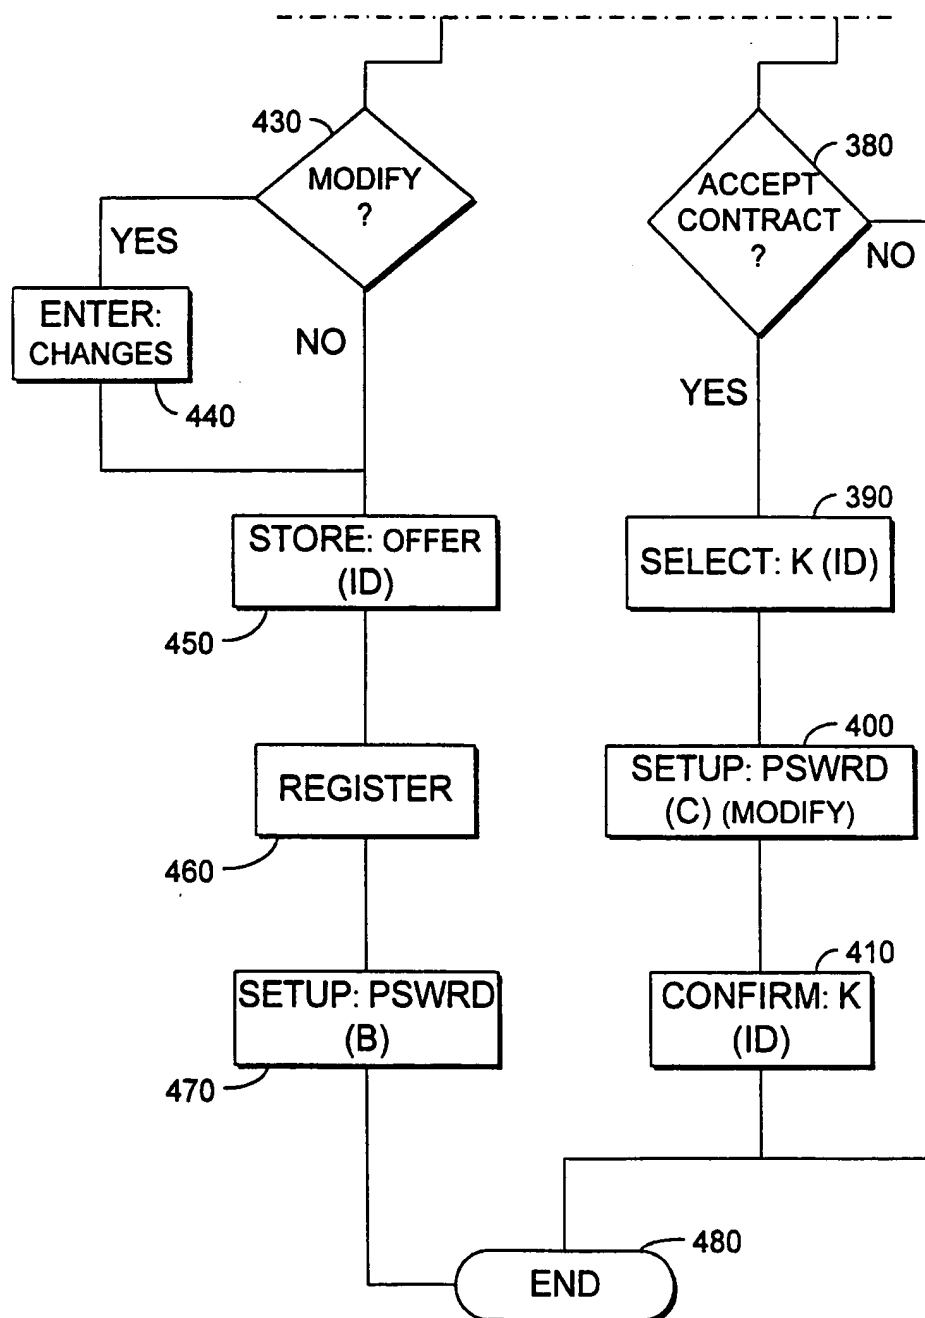 430
MODIFY
?
YES
ENTER:
CHANGES
440
NO
STORE: OFFER
(ID)
450
REGISTER
460
SETUP: PSWRD
(B)
470
380
ACCEPT
CONTRACT
?
NO
YES
390
SELECT: K (ID)
400
SETUP: PSWRD
(C) (MODIFY)
410
CONFIRM: K
(ID)
480
END